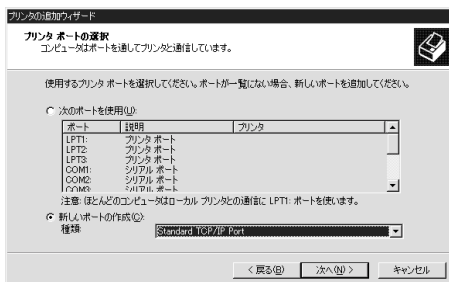 プリンタの追加ウィザード
プリンタ ポートの選択
コンピュータはポートを通してプリンタと通信しています。
使用するプリンタ ポートを選択してください。ポートが一覧にない場合、新しいポートを追加してください。
次のポートを使用(U):
ポート 説明 プリンタ
LPT1: プリンタ ポート
LPT2: プリンタ ポート
LPT3: プリンタ ポート
COM1: シリアル ポート
COM2: シリアル ポート
COM3: シリアル ポート
注意: ほとんどのコンピュータはローカル プリンタとの通信に LPT1: ポートを使います。
新しいポートの作成(C):
種類: Standard TCP/IP Port
< 戻る(B) 次へ(N) > キャンセル